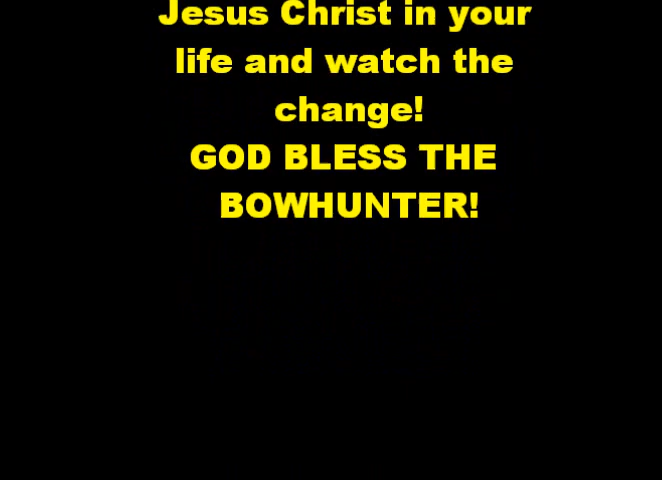 Jesus Christ in your
life and watch the
change!
GOD BLESS THE
BOWHUNTER!